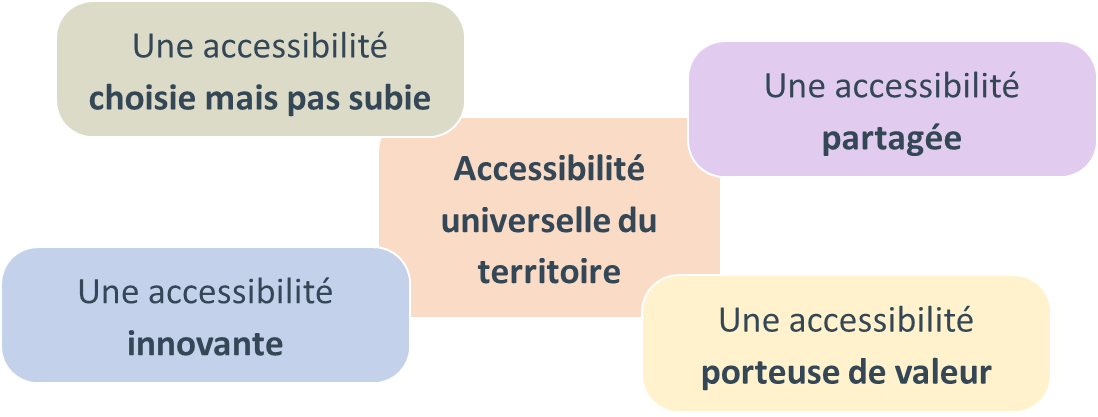 Une accessibilité
choisie mais pas subie
Une accessibilité
partagée
Accessibilité
universelle du
territoire
Une accessibilité
innovante
Une accessibilité
porteuse de valeur